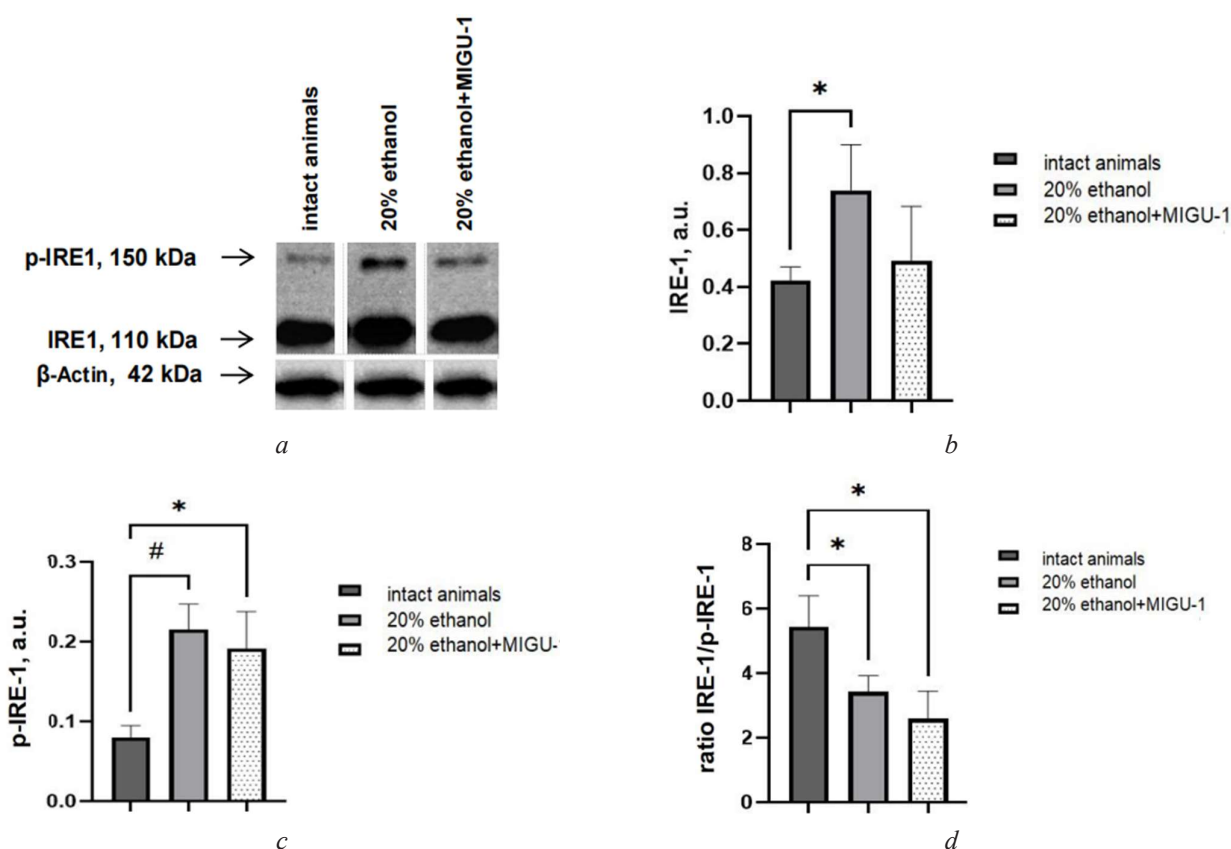 intact animals
20% ethanol
20% ethanol+MIGU-1
p-IRE1, 150 kDa →
IRE1, 110 kDa →
β-Actin, 42 kDa →
a
*
1.0
0.8
0.6
0.4
0.2
0.0
IRE-1, a.u.
intact animals
20% ethanol
20% ethanol+MIGU-1
b
*
#
0.3
0.2
0.1
0.0
p-IRE-1, a.u.
intact animals
20% ethanol
20% ethanol+MIGU-
c
*
*
8
6
4
2
0
ratio IRE-1/p-IRE-1
intact animals
20% ethanol
20% ethanol+MIGU-1
d